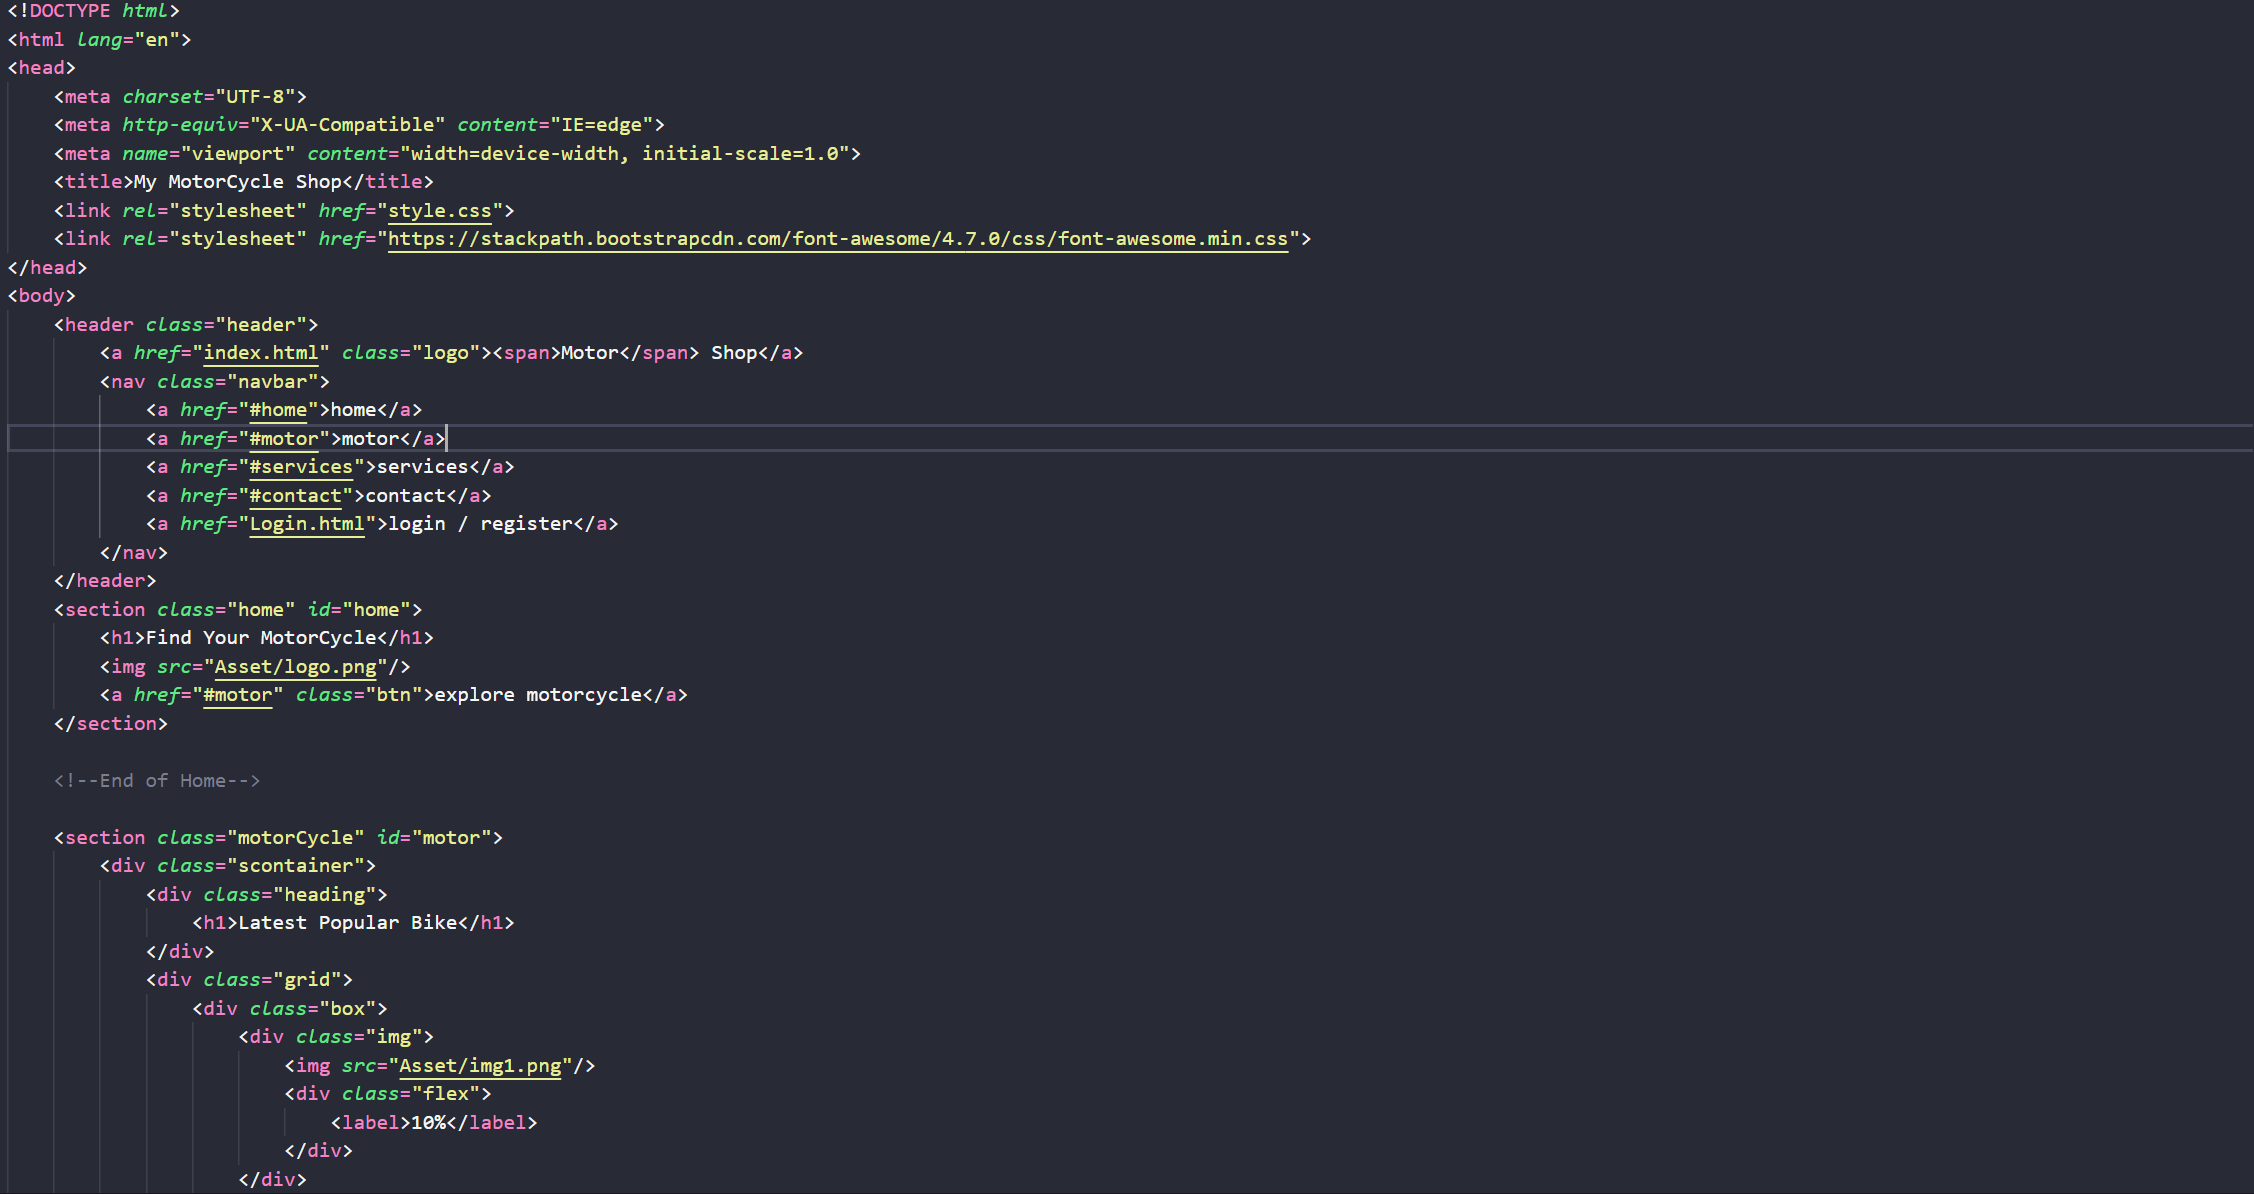 <!DOCTYPE html>
<html lang="en">
<head>
    <meta charset="UTF-8">
    <meta http-equiv="X-UA-Compatible" content="IE=edge">
    <meta name="viewport" content="width=device-width, initial-scale=1.0">
    <title>My MotorCycle Shop</title>
    <link rel="stylesheet" href="style.css">
    <link rel="stylesheet" href="https://stackpath.bootstrapcdn.com/font-awesome/4.7.0/css/font-awesome.min.css">
</head>
<body>
    <header class="header">
        <a href="index.html" class="logo"><span>Motor</span> Shop</a>
        <nav class="navbar">
            <a href="#home">home</a>
            <a href="#motor">motor</a>
            <a href="#services">services</a>
            <a href="#contact">contact</a>
            <a href="Login.html">login / register</a>
        </nav>
    </header>
    <section class="home" id="home">
        <h1>Find Your MotorCycle</h1>
        <img src="Asset/logo.png"/>
        <a href="#motor" class="btn">explore motorcycle</a>
    </section>
    <!--End of Home-->
    <section class="motorCycle" id="motor">
        <div class="scontainer">
            <div class="heading">
                <h1>Latest Popular Bike</h1>
            </div>
            <div class="grid">
                <div class="box">
                    <div class="img">
                        <img src="Asset/img1.png"/>
                        <div class="flex">
                            <label>10%</label>
                        </div>
                    </div>